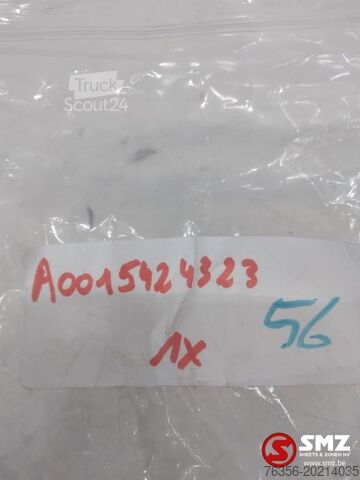 Truck
Scout24
A0015424323
56
1x
SMZ
SHEETS & ZONEN NV
www.smz.be
76356-20214035